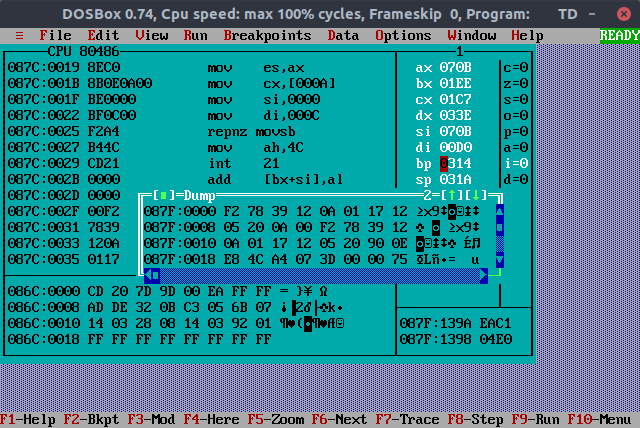 DOSBox 0.74, Cpu speed: max 100% cycles, Frameskip 0, Program: TD
≡ File Edit View Run Breakpoints Data Options Window Help READY
CPU 80486 1
087C:0019 8EC0 mov es,ax ax 070B c=0
087C:001B 8B0E0A00 mov cx,[000A] bx 01EE z=0
087C:001F BE0000 mov si,0000 cx 01C7 s=0
087C:0022 BF0C00 mov di,000C dx 033E o=0
087C:0025 F2A4 repnz movsb si 070B p=0
087C:0027 B44C mov ah,4C di 00D0 a=0
087C:0029 CD21 int 21 bp 0314 i=0
087C:002B 0000 add [bx+si],al sp 031A d=0
087C:002D 0000
087C:002F 00F2
087C:0031 7839
087C:0033 120A
087C:0035 0117
[■]=Dump 2=[↑][↓]
087F:0000 F2 78 39 12 0A 01 17 12 ≥x9↕◙☺↨↕
087F:0008 05 20 0A 00 F2 78 39 12 ♣ ◙ ≥x9↕
087F:0010 0A 01 17 12 05 20 90 0E ◙☺↨↕♣ É♫
087F:0018 E8 4C A4 07 3D 00 00 75 ΦLñ•= u
086C:0000 CD 20 7D 9D 00 EA FF FF = }¥ Ω
086C:0008 AD DE 32 0B C3 05 6B 07 ¡▐2♂├♣k•
086C:0010 14 03 28 08 14 03 92 01 ¶♥(◘¶♥Æ☺
086C:0018 FF FF FF FF FF FF FF FF
087F:139A EAC1
087F:1398 04E0
F1-Help F2-Bkpt F3-Mod F4-Here F5-Zoom F6-Next F7-Trace F8-Step F9-Run F10-Menu